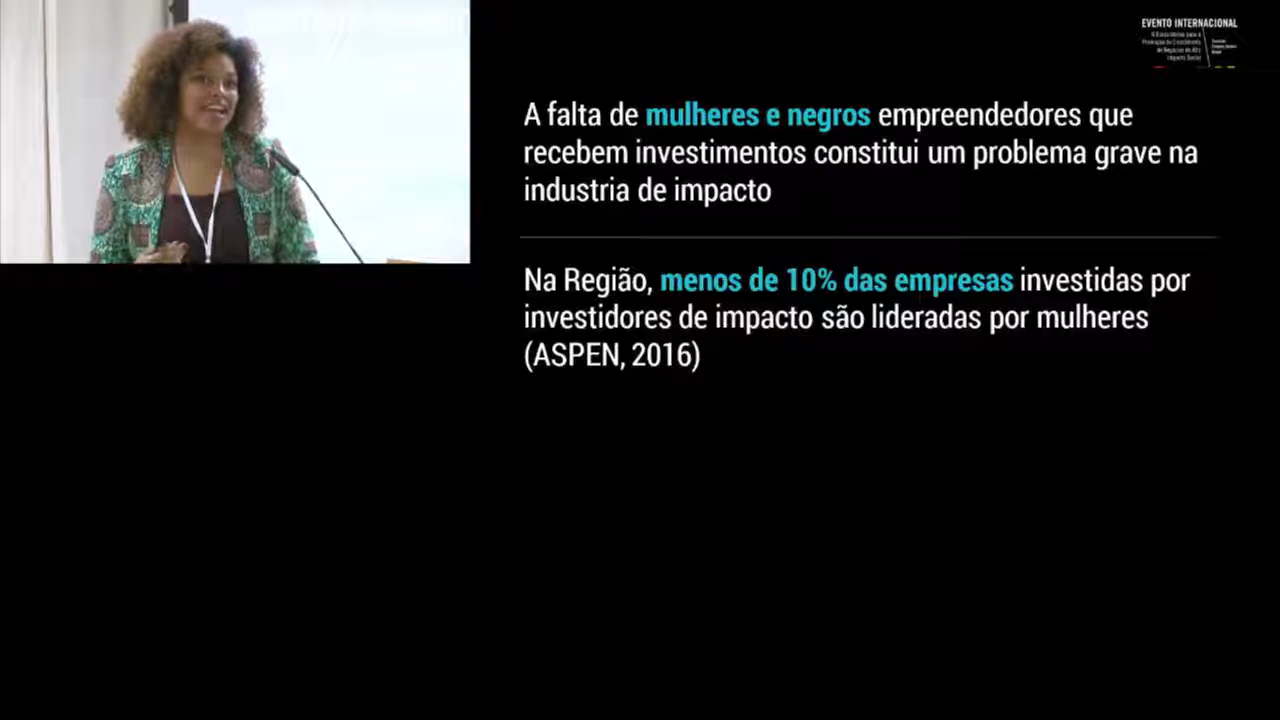 EVENTO INTERNACIONAL
A falta de mulheres e negros empreendedores que
recebem investimentos constitui um problema grave na
industria de impacto
Na Região, menos de 10% das empresas investidas por
investidores de impacto são lideradas por mulheres
(ASPEN, 2016)